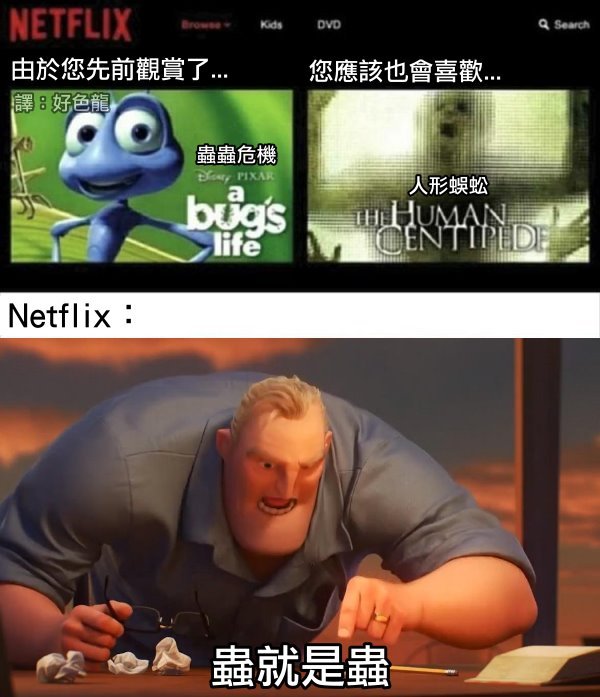 NETFLIX Browse Kids DVD Search
由於您先前觀賞了... 您應該也會喜歡...
譯：好色龍
蟲蟲危機
Disney PIXAR
a
bug's
life
人形蜈蚣
THE HUMAN
CENTIPEDE
Netflix：
蟲就是蟲